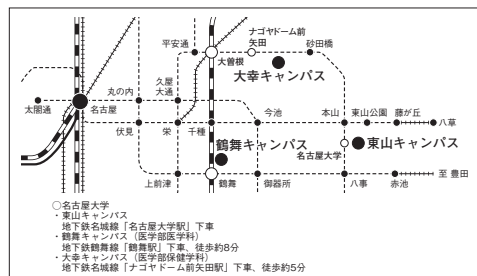 ナゴヤドーム前
矢田
平安通
砂田橋
大曽根
大幸キャンパス
丸の内
久屋
大通
太閤通
名古屋
今池
本山
東山公園
藤が丘
八草
伏見
栄
千種
鶴舞キャンパス
東山キャンパス
名古屋大学
上前津
鶴舞
御器所
八事
赤池
至 豊田
○名古屋大学
・東山キャンパス
地下鉄名城線「名古屋大学駅」下車
・鶴舞キャンパス（医学部医学科）
地下鉄鶴舞線「鶴舞駅」下車、徒歩約8分
・大幸キャンパス（医学部保健学科）
地下鉄名城線「ナゴヤドーム前矢田駅」下車、徒歩約5分